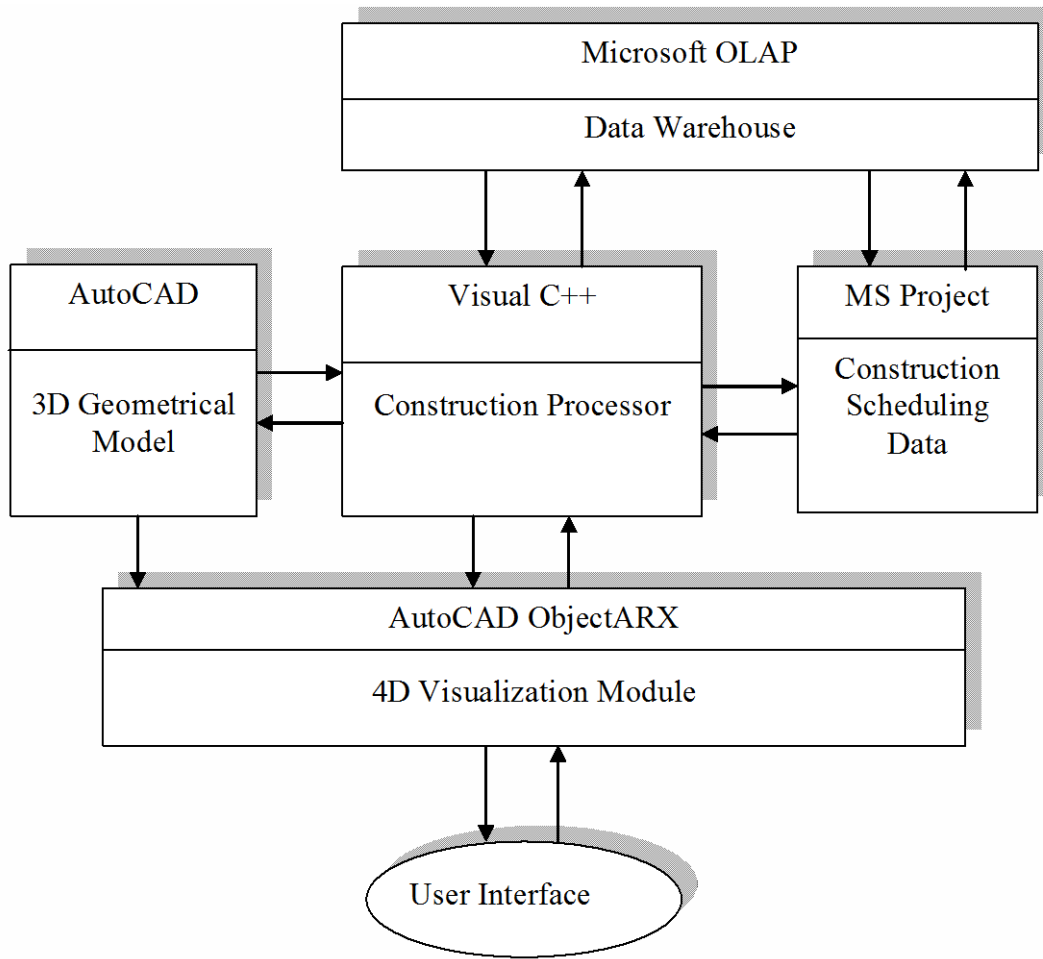 Microsoft OLAP
Data Warehouse
AutoCAD
3D Geometrical
Model
Visual C++
Construction Processor
MS Project
Construction
Scheduling
Data
AutoCAD ObjectARX
4D Visualization Module
User Interface